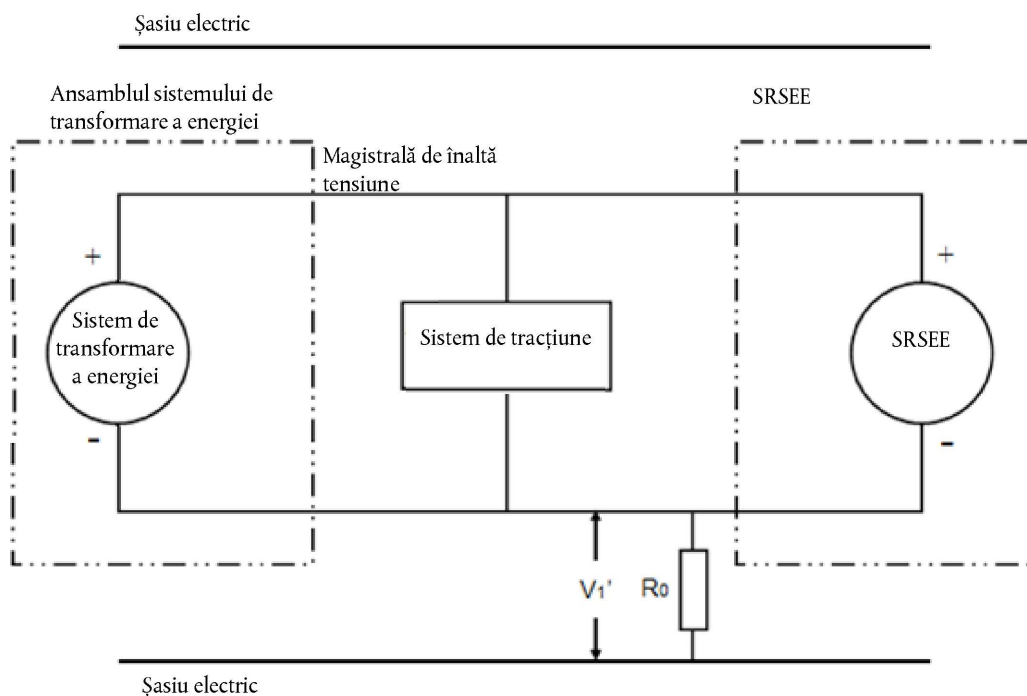 Șasiu electric
Ansamblul sistemului de
transformare a energiei
SRSEE
Magistrală de înaltă
tensiune
+
+
Sistem de
transformare
a energiei
Sistem de tracțiune
SRSEE
-
-
V1'
R0
Șasiu electric